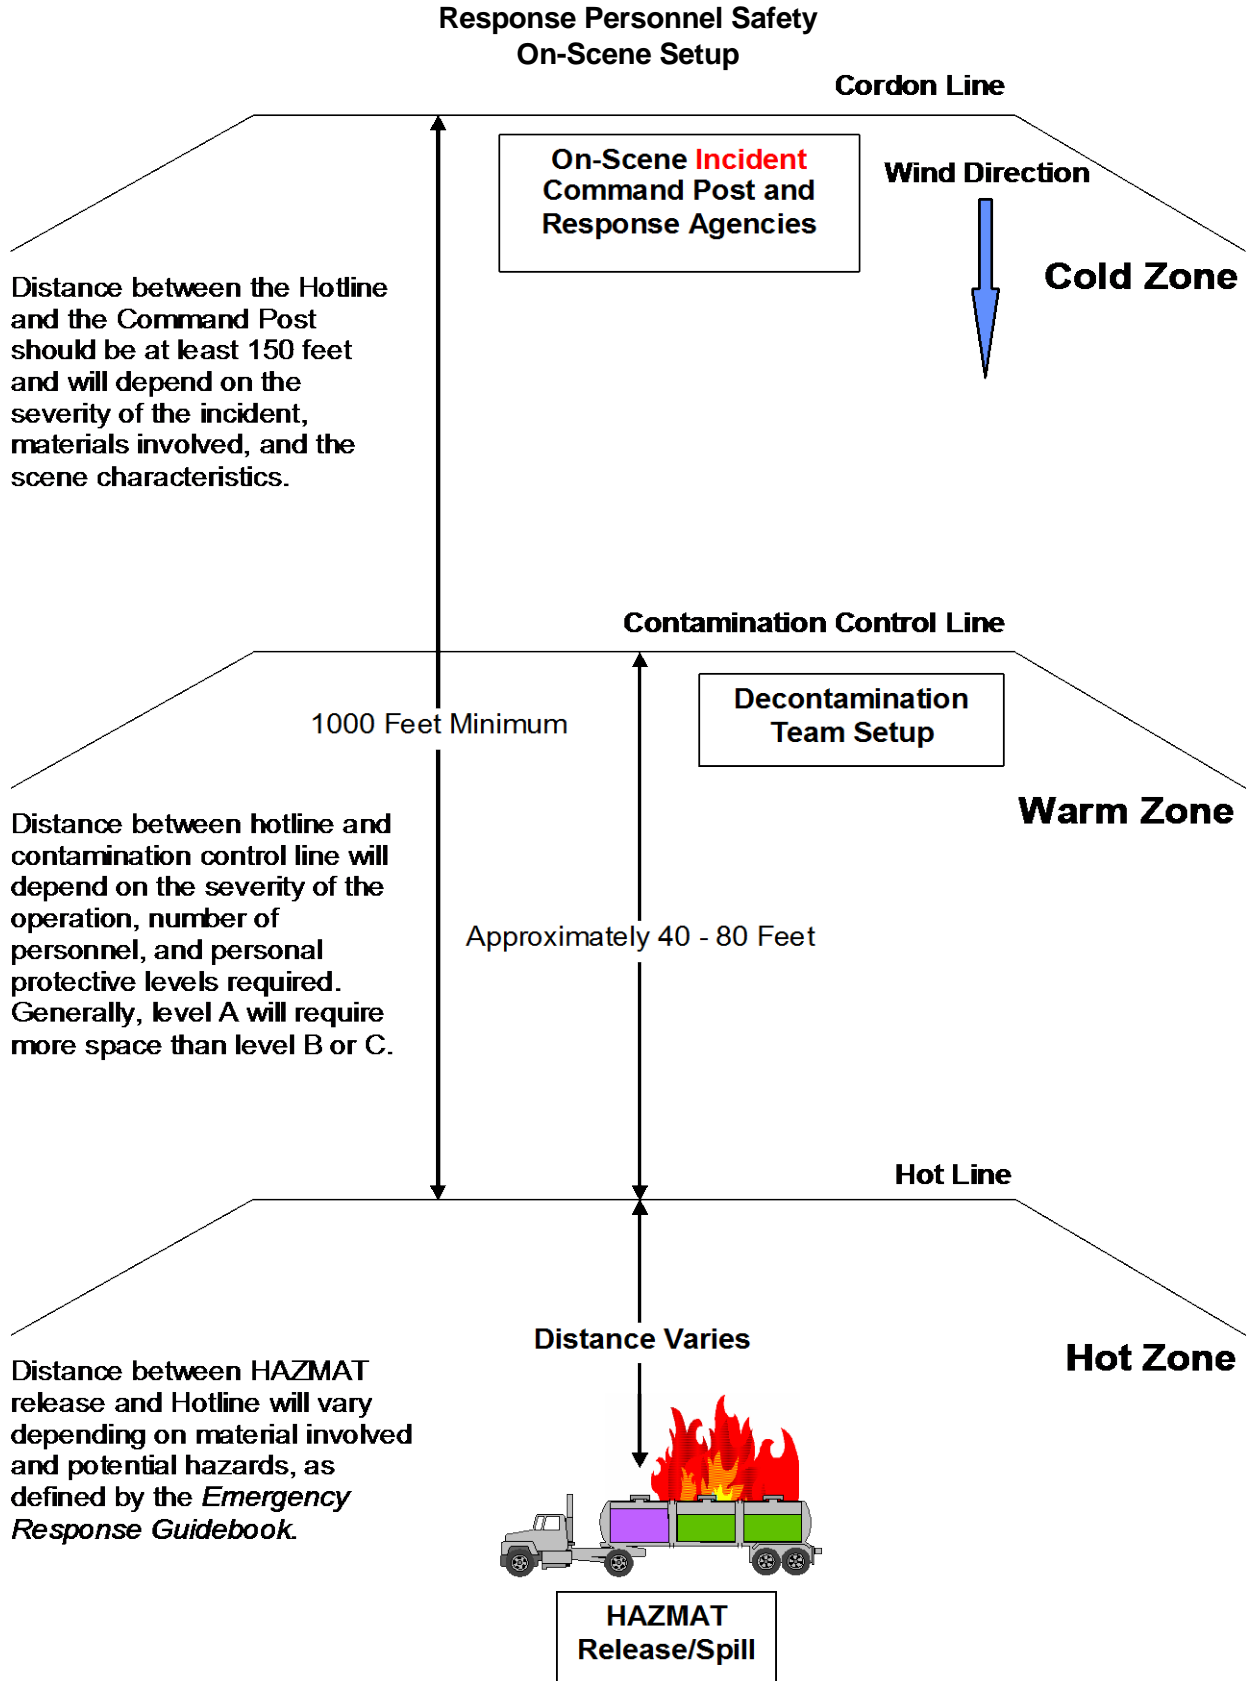 Response Personnel Safety
On-Scene Setup
Cordon Line
On-Scene Incident
Command Post and
Response Agencies
Wind Direction
Cold Zone
Distance between the Hotline
and the Command Post
should be at least 150 feet
and will depend on the
severity of the incident,
materials involved, and the
scene characteristics.
Contamination Control Line
Decontamination
Team Setup
1000 Feet Minimum
Warm Zone
Distance between hotline and
contamination control line will
depend on the severity of the
operation, number of
personnel, and personal
protective levels required.
Generally, level A will require
more space than level B or C.
Approximately 40 - 80 Feet
Hot Line
Distance Varies
Hot Zone
Distance between HAZMAT
release and Hotline will vary
depending on material involved
and potential hazards, as
defined by the Emergency
Response Guidebook.
HAZMAT
Release/Spill